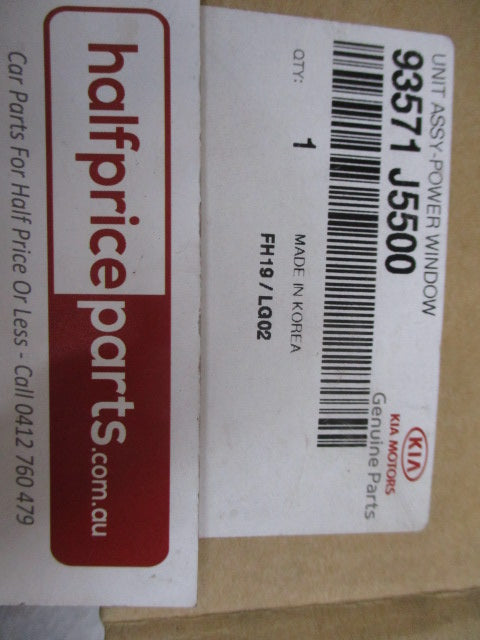 UNIT ASSY-POWER WINDOW
93571 J5500
QTY: 1
MADE IN KOREA
FH19 / LQ02
KIA
KIA MOTORS
Genuine Parts
halfpriceparts.com.au
Car Parts For Half Price Or Less - Call 0412 760 479